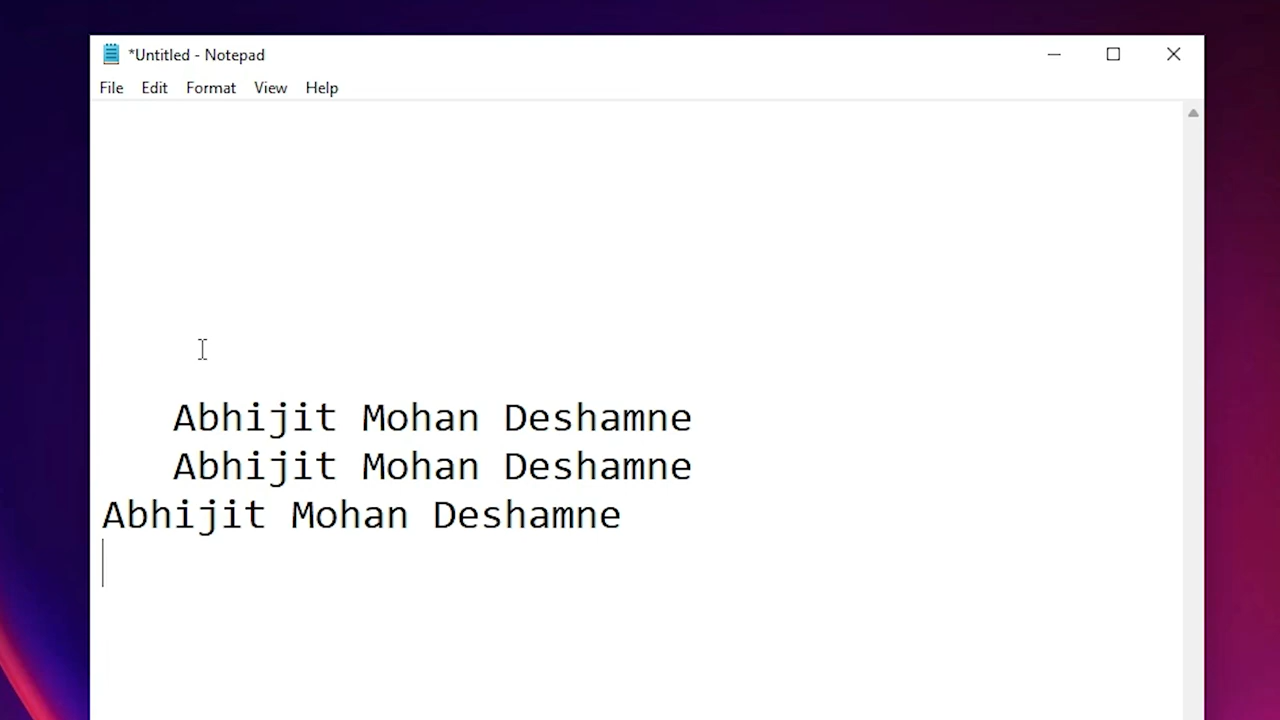 *Untitled - Notepad
File Edit Format View Help
Abhijit Mohan Deshamne
Abhijit Mohan Deshamne
Abhijit Mohan Deshamne